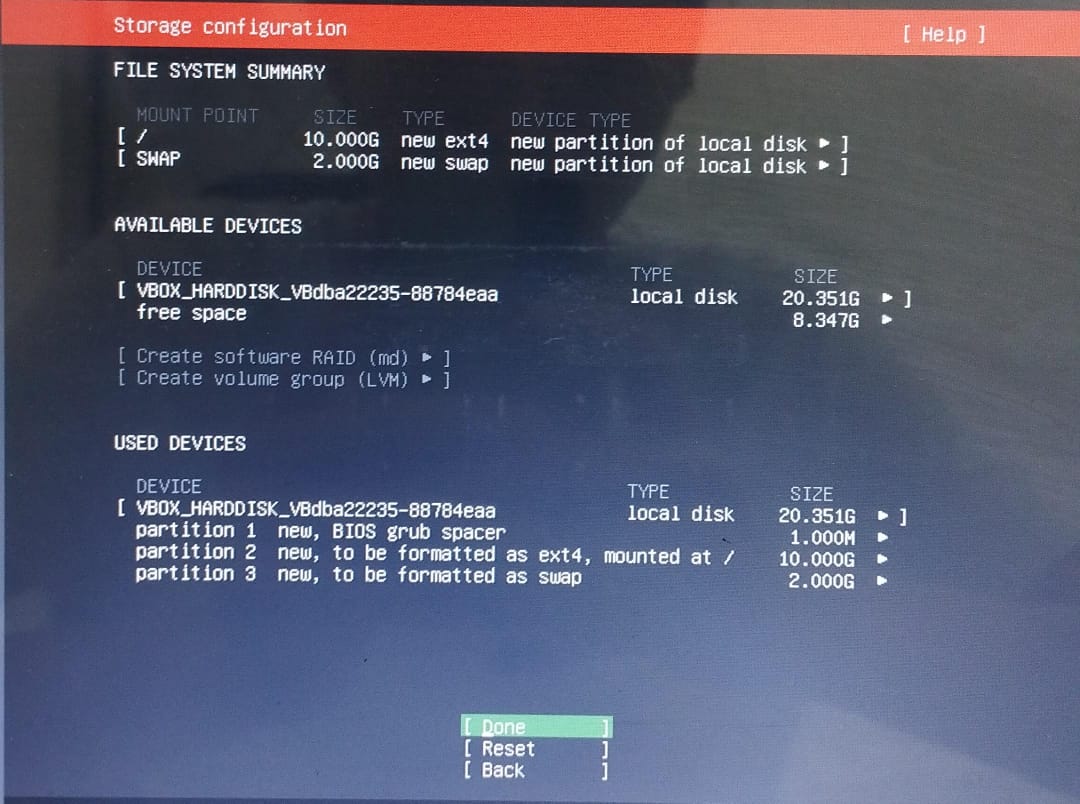 Storage configuration [ Help ]
FILE SYSTEM SUMMARY
MOUNT POINT SIZE TYPE DEVICE TYPE
[ / 10.000G new ext4 new partition of local disk ▸ ]
[ SWAP 2.000G new swap new partition of local disk ▸ ]
AVAILABLE DEVICES
DEVICE TYPE SIZE
[ VBOX_HARDDISK_VBdba22235-88784eaa local disk 20.351G ▸ ]
free space 8.347G ▸
[ Create software RAID (md) ▸ ]
[ Create volume group (LVM) ▸ ]
USED DEVICES
DEVICE TYPE SIZE
[ VBOX_HARDDISK_VBdba22235-88784eaa local disk 20.351G ▸ ]
partition 1 new, BIOS grub spacer 1.000M ▸
partition 2 new, to be formatted as ext4, mounted at / 10.000G ▸
partition 3 new, to be formatted as swap 2.000G ▸
[ Done ]
[ Reset ]
[ Back ]